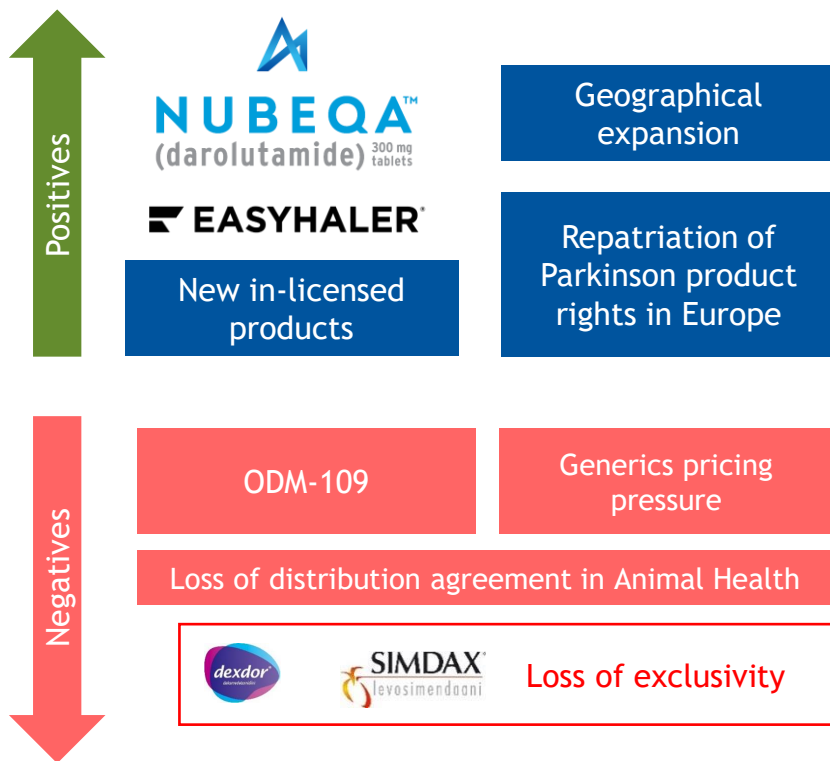 Positives
NUBEQA™
(darolutamide) 300 mg tablets
EASYHALER®
New in-licensed
products
Geographical
expansion
Repatriation of
Parkinson product
rights in Europe
Negatives
ODM-109
Generics pricing
pressure
Loss of distribution agreement in Animal Health
dexdor®
SIMDAX®
levosimendaani
Loss of exclusivity